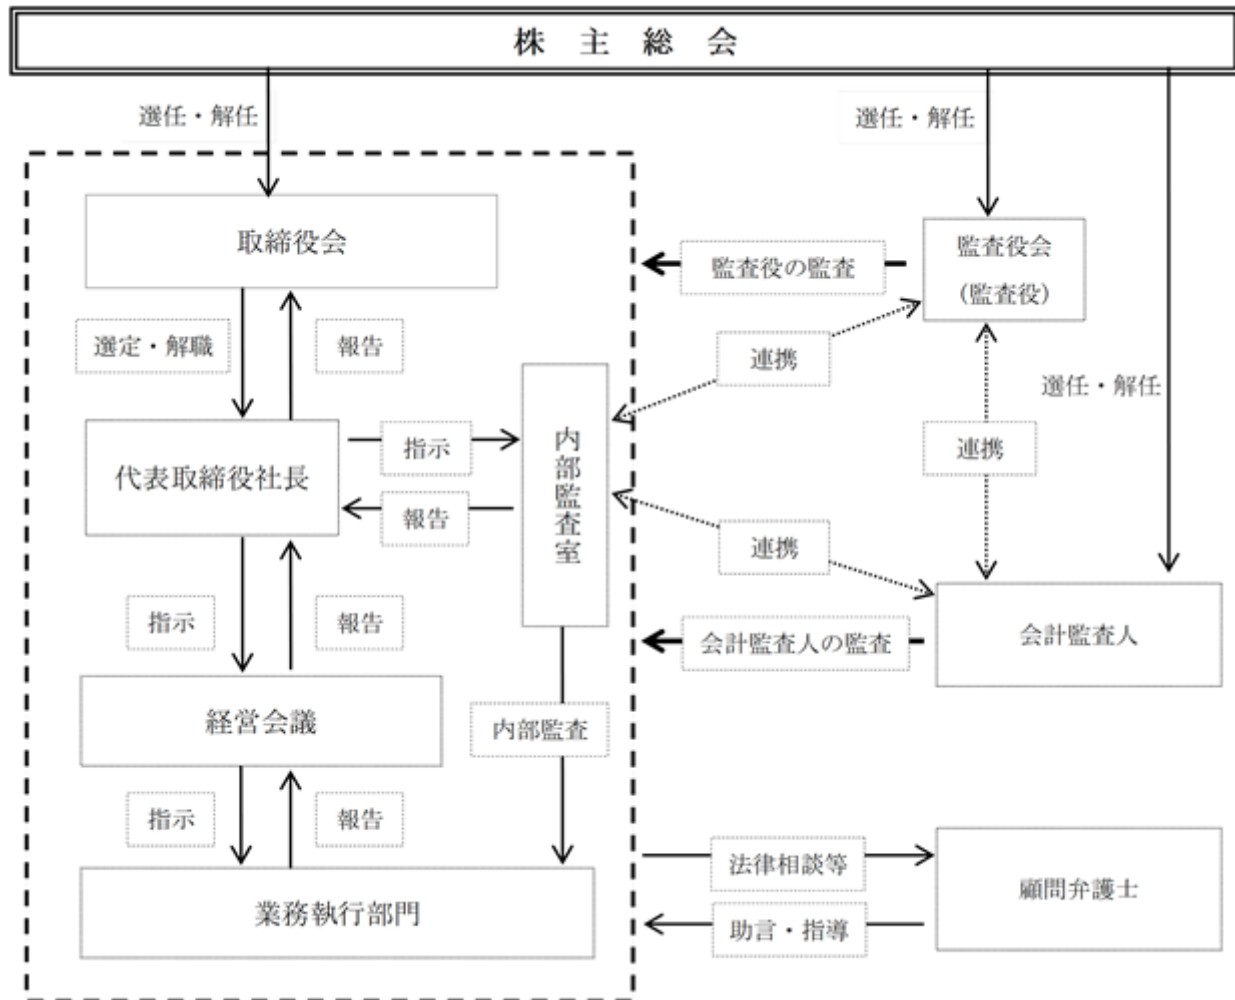 株主総会
選任・解任
選任・解任
取締役会
監査役会
(監査役)
監査役の監査
選定・解職
報告
連携
選任・解任
代表取締役社長
指示
報告
内部監査室
連携
連携
指示
報告
会計監査人の監査
会計監査人
経営会議
内部監査
指示
報告
法律相談等
顧問弁護士
業務執行部門
助言・指導